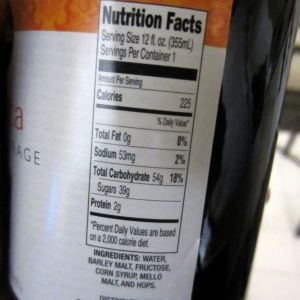 Nutrition Facts
Serving Size 12 fl. oz. (355mL)
Servings Per Container 1
Amount Per Serving
Calories 225
% Daily Value*
Total Fat 0g 0%
Sodium 53mg 2%
Total Carbohydrate 54g 18%
Sugars 39g
Protein 2g
*Percent Daily Values are based
on a 2,000 calorie diet.
INGREDIENTS: WATER,
BARLEY MALT, FRUCTOSE,
CORN SYRUP, MELLO
MALT, AND HOPS.